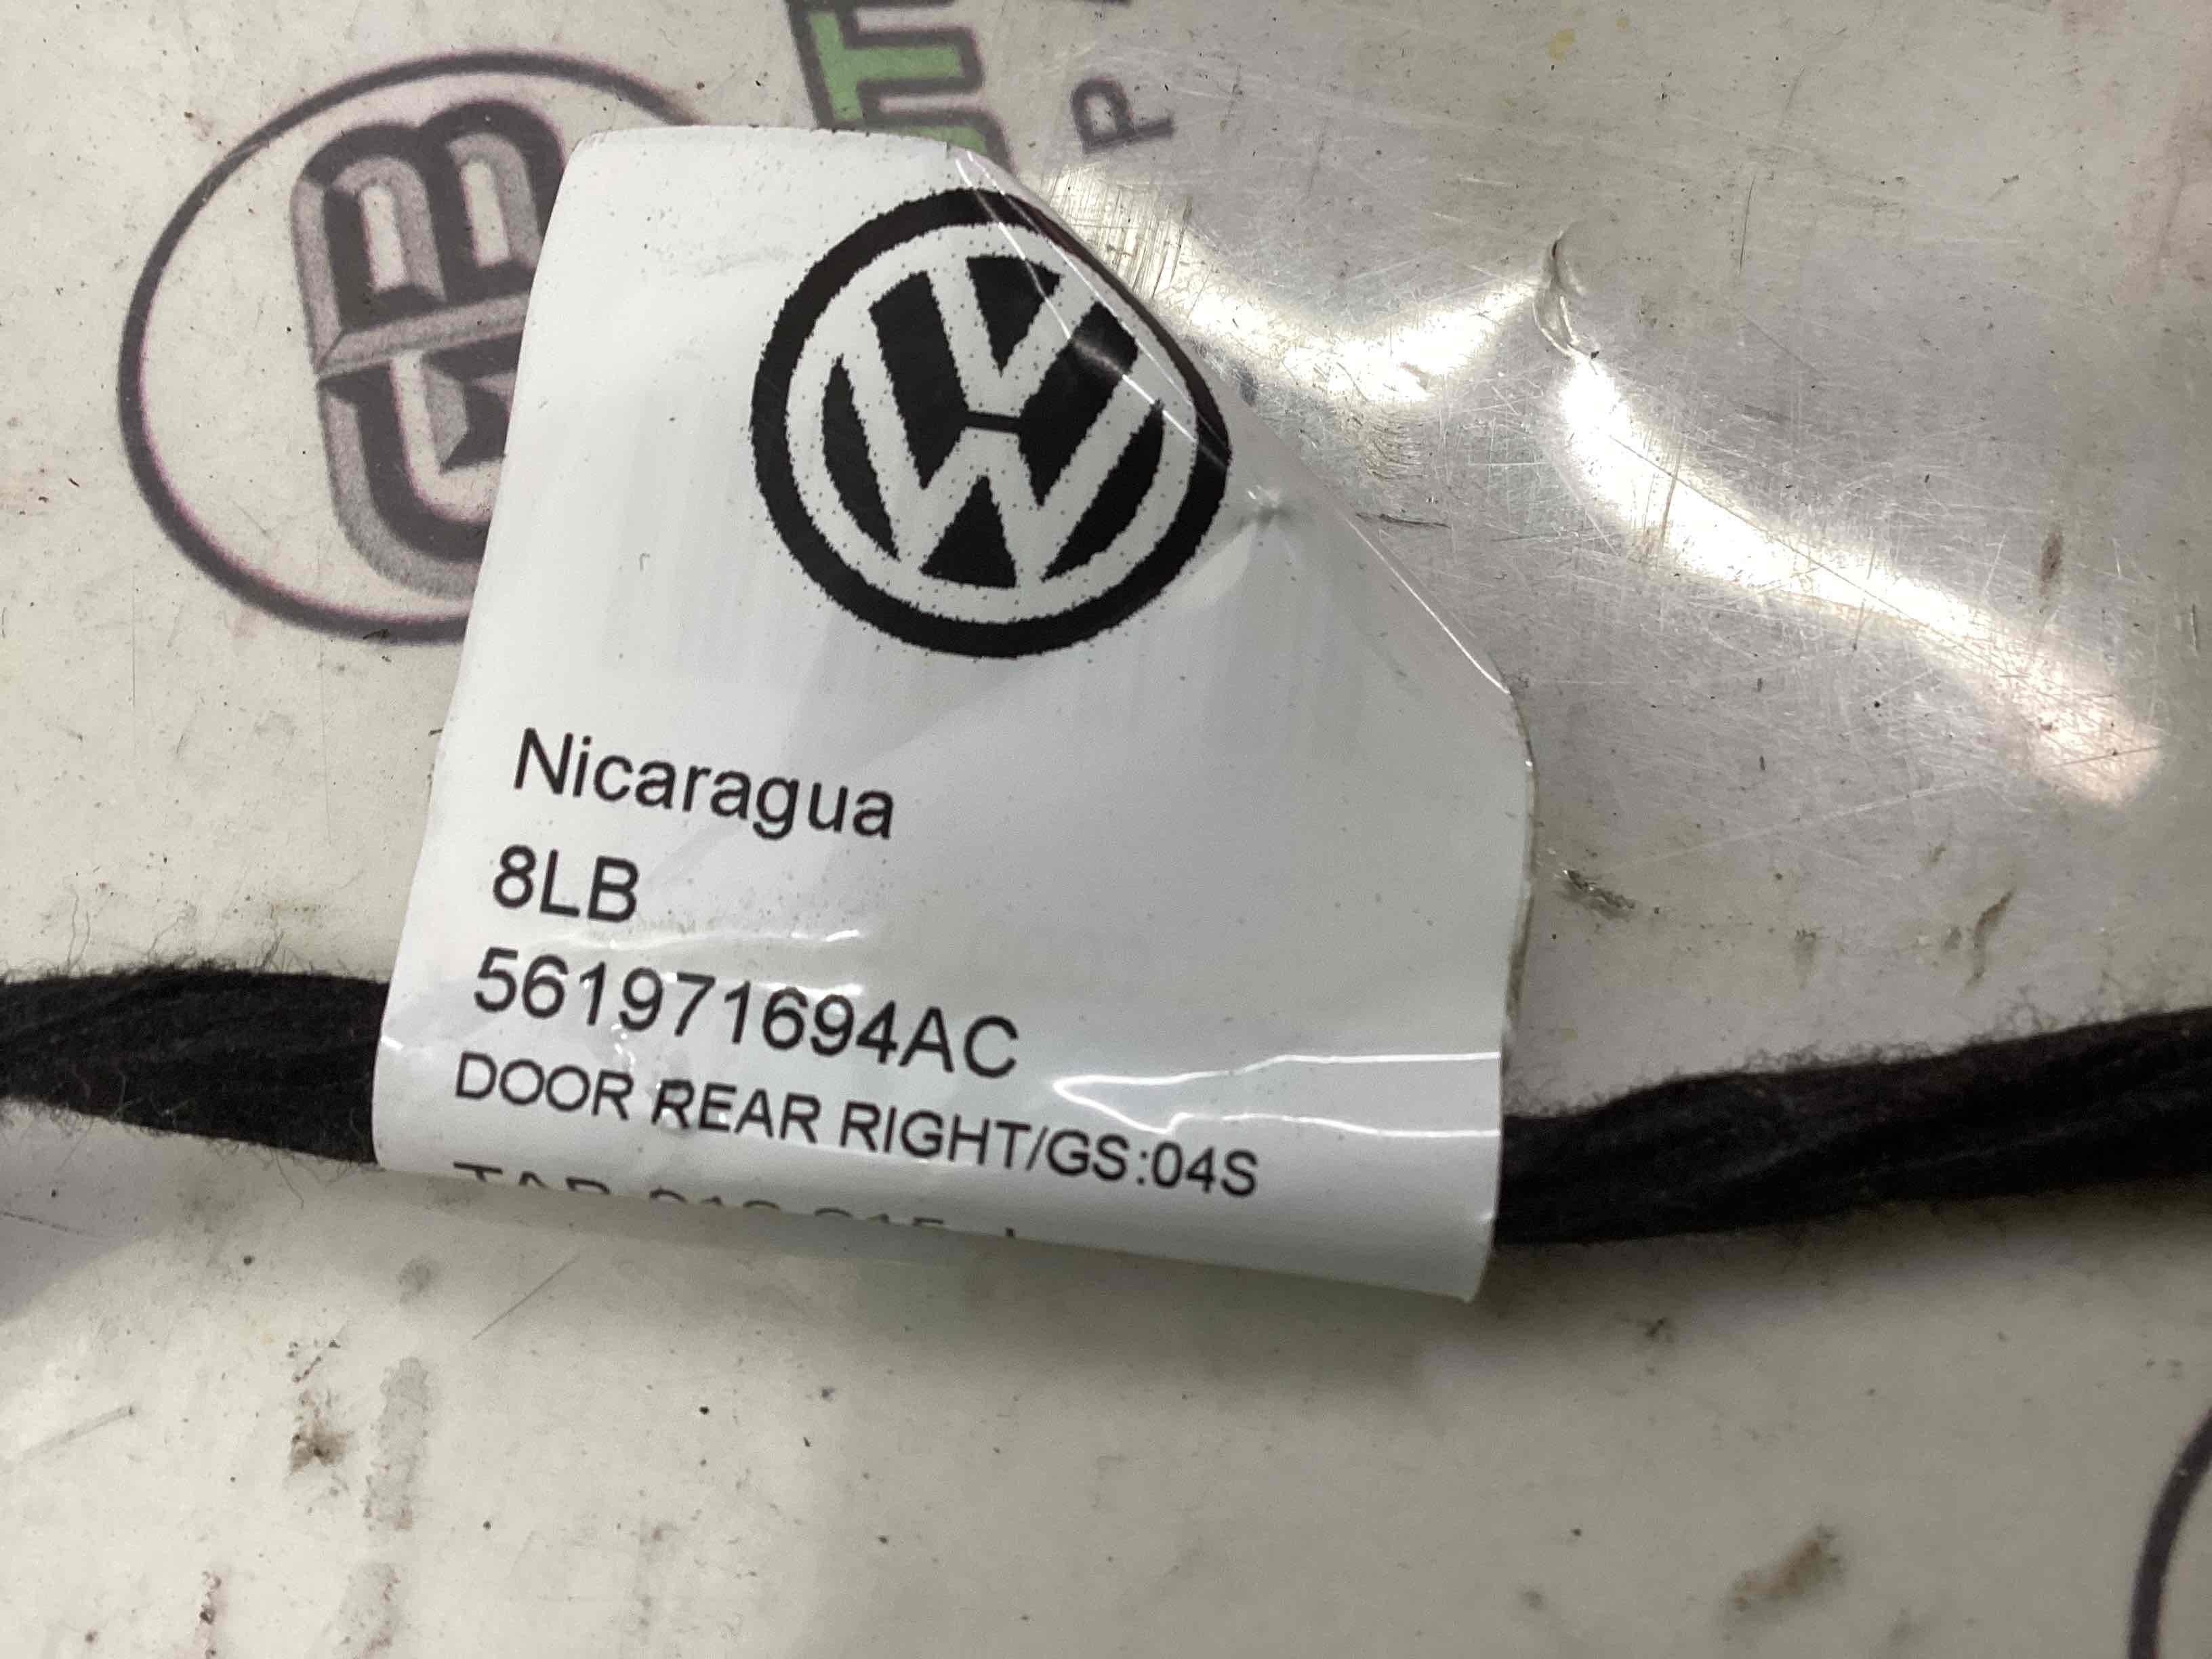 Nicaragua
8LB
561971694AC
DOOR REAR RIGHT/GS:04S